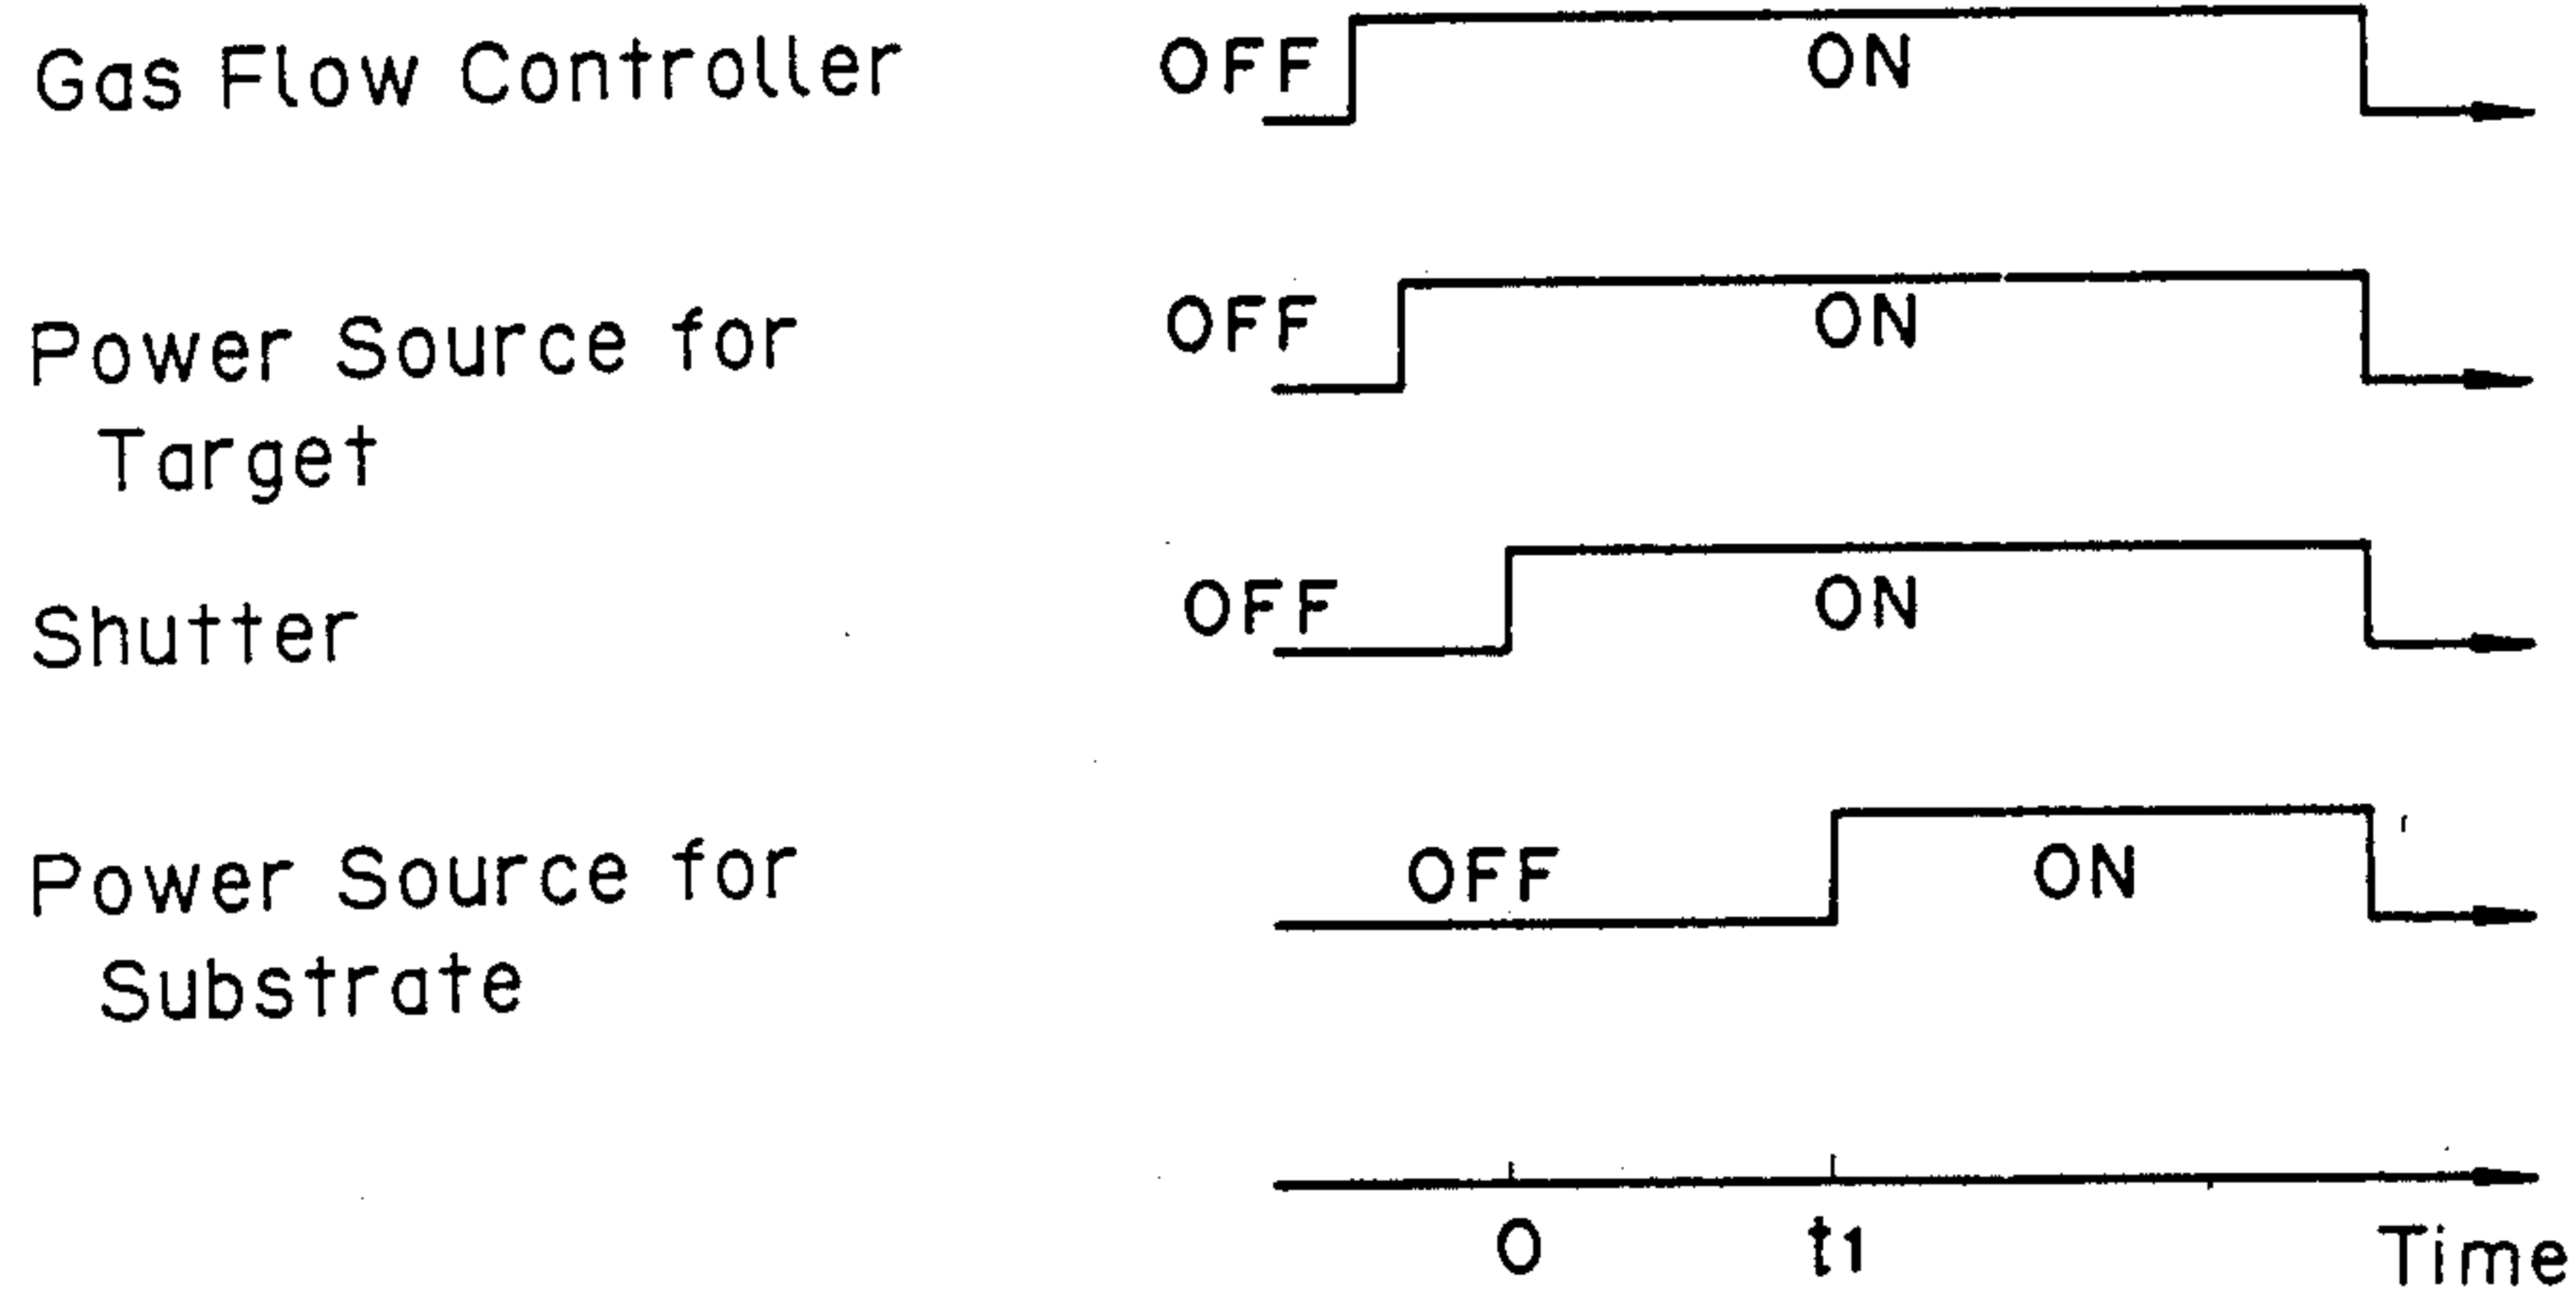 Gas Flow Controller OFF ON
Power Source for OFF ON
Target
Shutter OFF ON
Power Source for OFF ON
Substrate
0 t1 Time